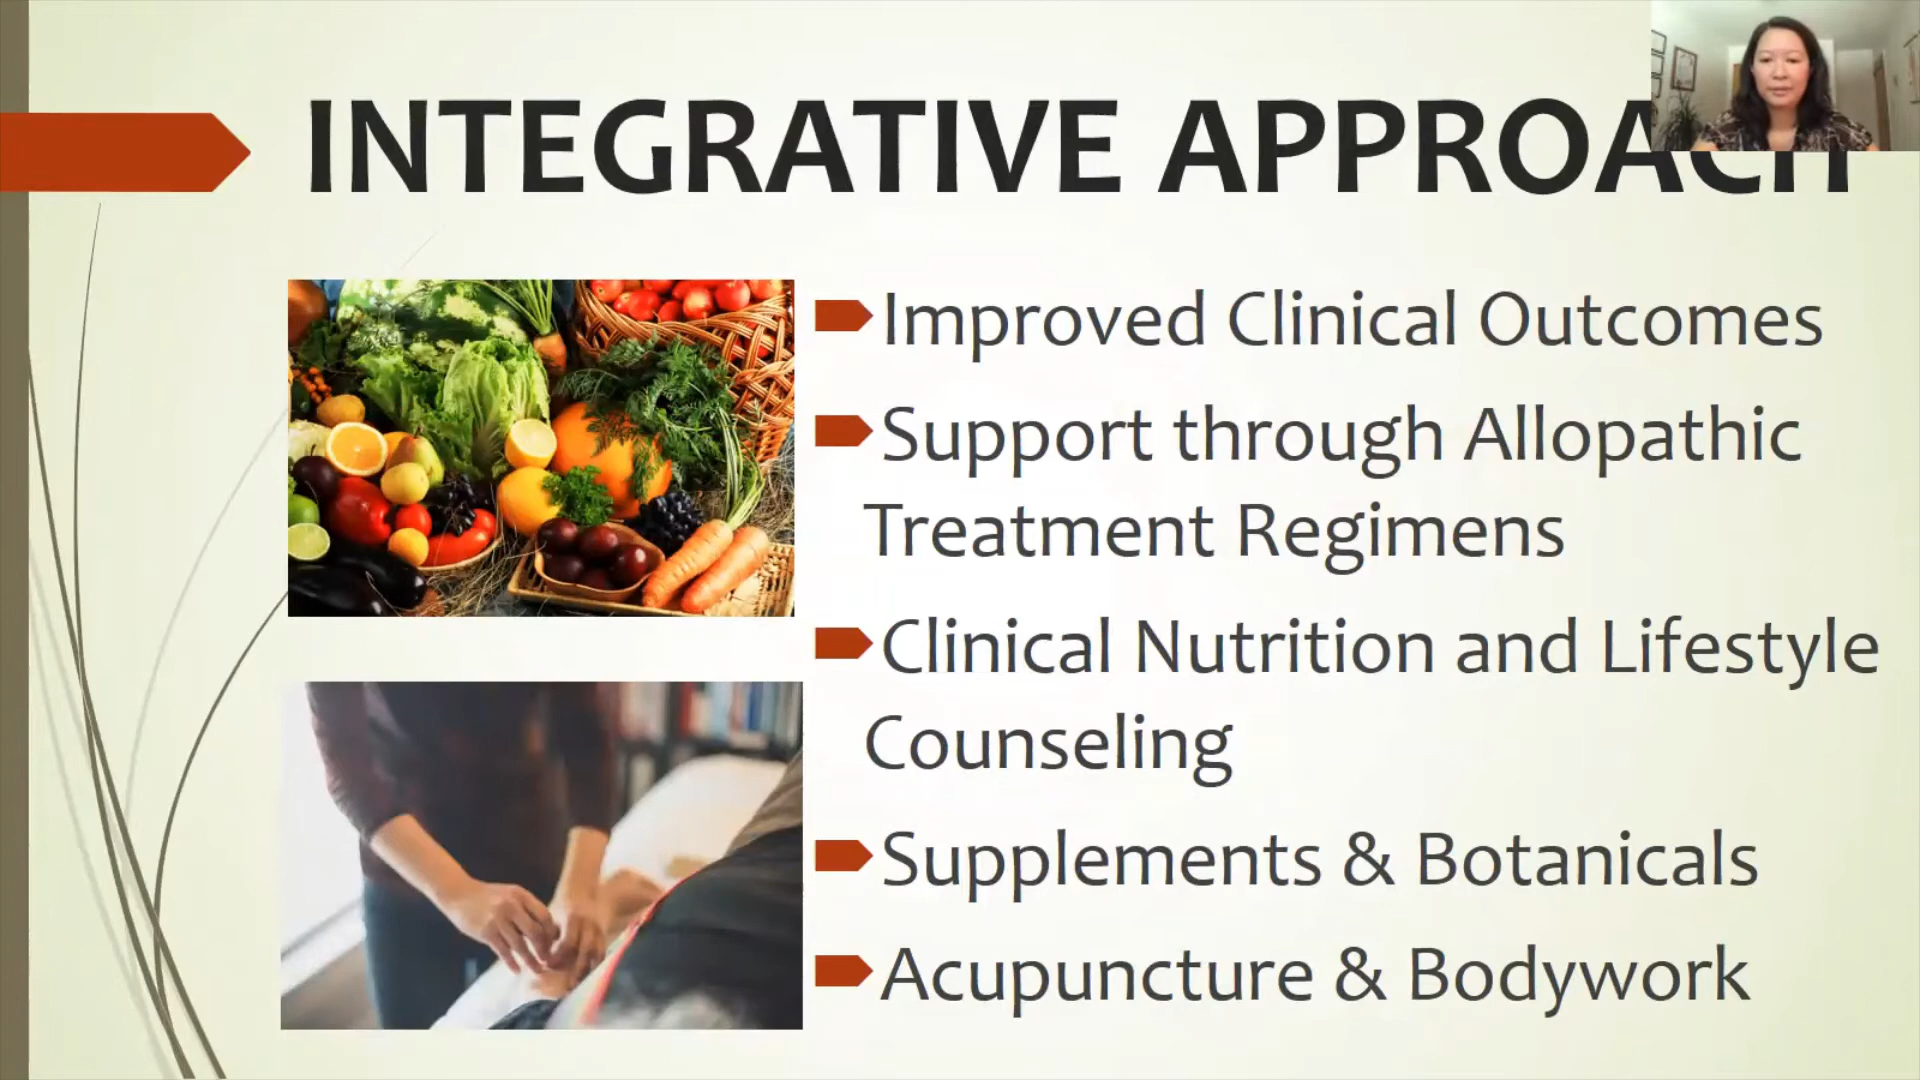 INTEGRATIVE APPROACH
Improved Clinical Outcomes
Support through Allopathic
Treatment Regimens
Clinical Nutrition and Lifestyle
Counseling
Supplements & Botanicals
Acupuncture & Bodywork